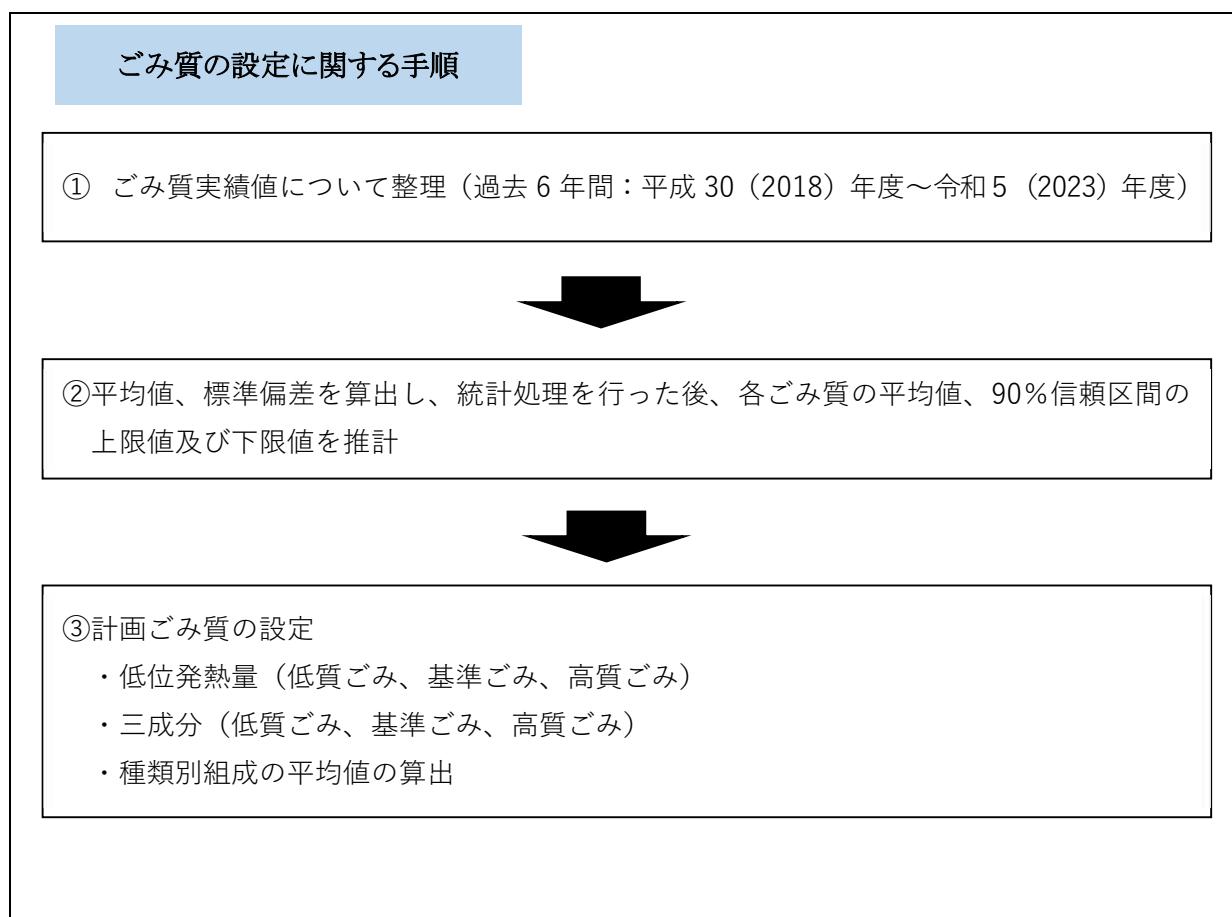 ごみ質の設定に関する手順
① ごみ質実績値について整理（過去 6 年間：平成 30（2018）年度～令和５（2023）年度）
②平均値、標準偏差を算出し、統計処理を行った後、各ごみ質の平均値、90％信頼区間の
上限値及び下限値を推計
③計画ごみ質の設定
・低位発熱量（低質ごみ、基準ごみ、高質ごみ）
・三成分（低質ごみ、基準ごみ、高質ごみ）
・種類別組成の平均値の算出